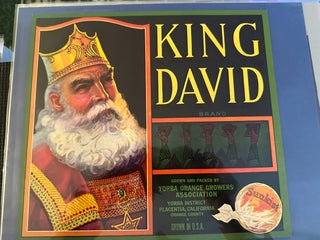 KING
DAVID
BRAND
GROWN AND PACKED BY
YORBA ORANGE GROWERS
ASSOCIATION
YORBA DISTRICT
PLACENTIA, CALIFORNIA
ORANGE COUNTY
GROWN IN U.S.A.
Sunkist